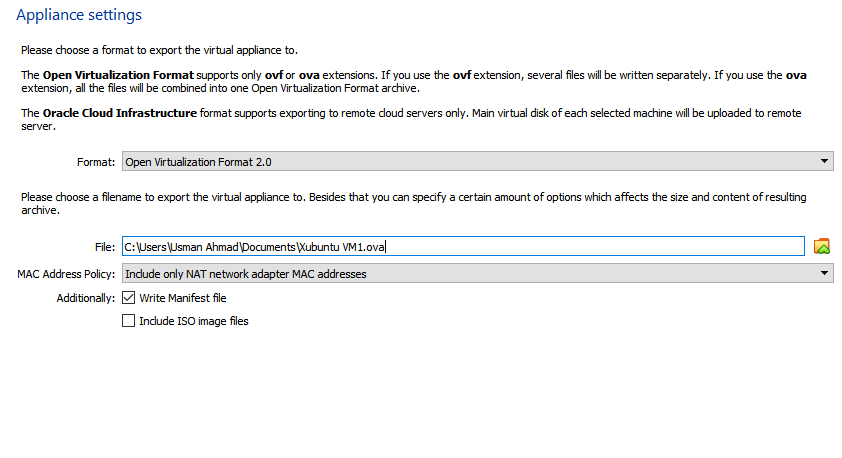 Appliance settings
Please choose a format to export the virtual appliance to.
The Open Virtualization Format supports only ovf or ova extensions. If you use the ovf extension, several files will be written separately. If you use the ova
extension, all the files will be combined into one Open Virtualization Format archive.
The Oracle Cloud Infrastructure format supports exporting to remote cloud servers only. Main virtual disk of each selected machine will be uploaded to remote
server.
Format: Open Virtualization Format 2.0
Please choose a filename to export the virtual appliance to. Besides that you can specify a certain amount of options which affects the size and content of resulting
archive.
File: C:\Users\Usman Ahmad\Documents\Xubuntu VM1.ova
MAC Address Policy: Include only NAT network adapter MAC addresses
Additionally: Write Manifest file
Include ISO image files